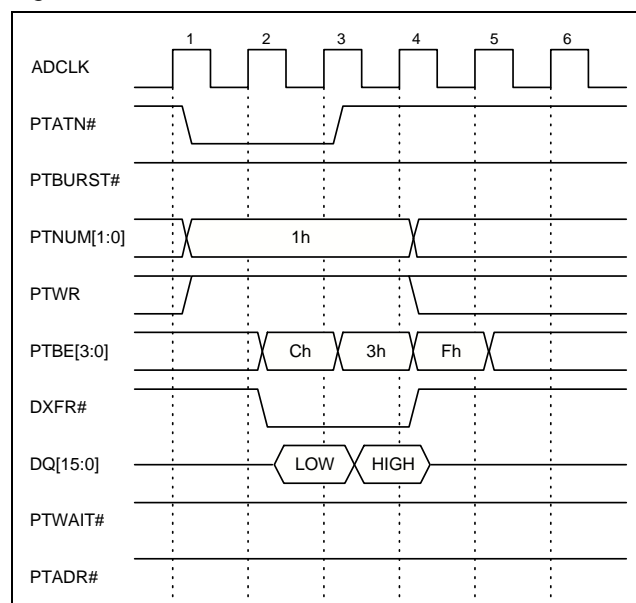 1 2 3 4 5 6
ADCLK
PTATN#
PTBURST#
PTNUM[1:0] 1h
PTWR
PTBE[3:0] Ch 3h Fh
DXFR#
DQ[15:0] LOW HIGH
PTWAIT#
PTADR#